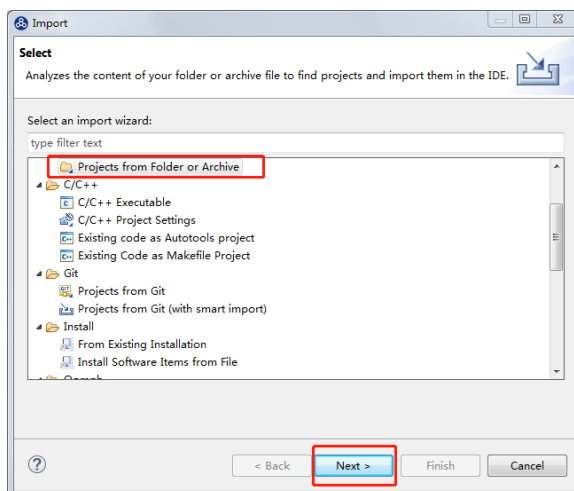 Import
Select
Analyzes the content of your folder or archive file to find projects and import them in the IDE.
Select an import wizard:
type filter text
Projects from Folder or Archive
C/C++
C/C++ Executable
C/C++ Project Settings
Existing code as Autotools project
Existing Code as Makefile Project
Git
Projects from Git
Projects from Git (with smart import)
Install
From Existing Installation
Install Software Items from File
?
< Back
Next >
Finish
Cancel